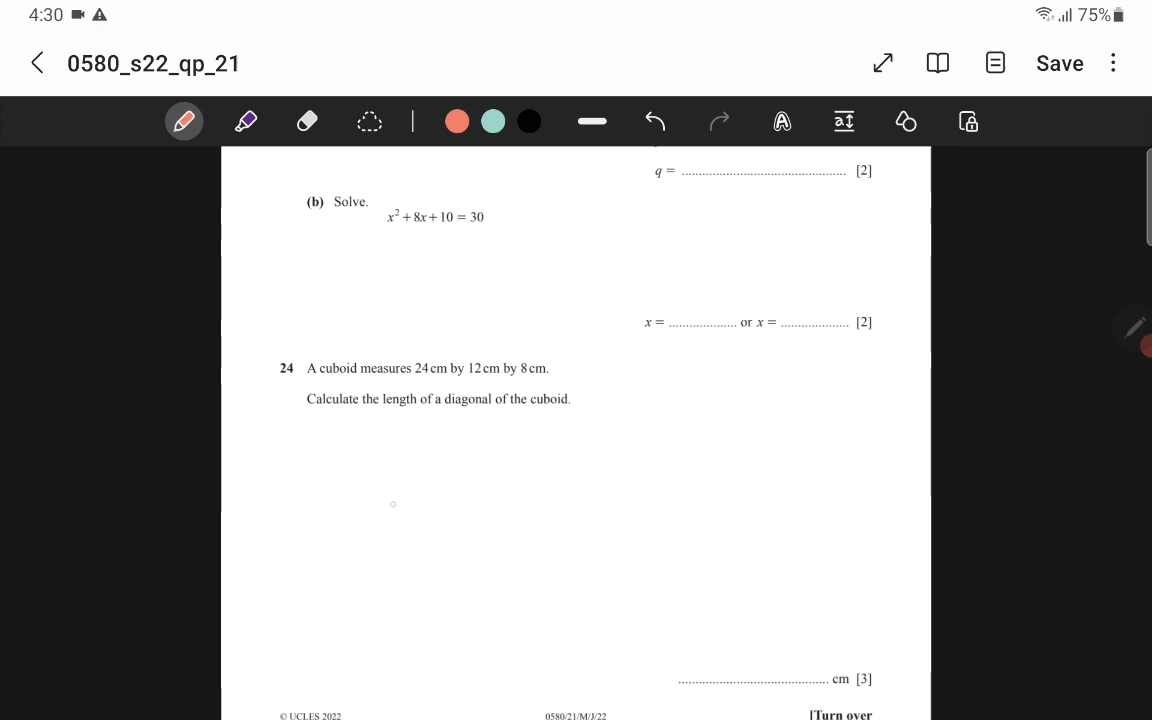 4:30 75%
0580_s22_qp_21 Save
q = ............................................... [2]
(b) Solve.
x² + 8x + 10 = 30
x = .................... or x = .................... [2]
24 A cuboid measures 24 cm by 12 cm by 8 cm.
Calculate the length of a diagonal of the cuboid.
........................................... cm [3]
© UCLES 2022 0580/21/M/J/22 [Turn over